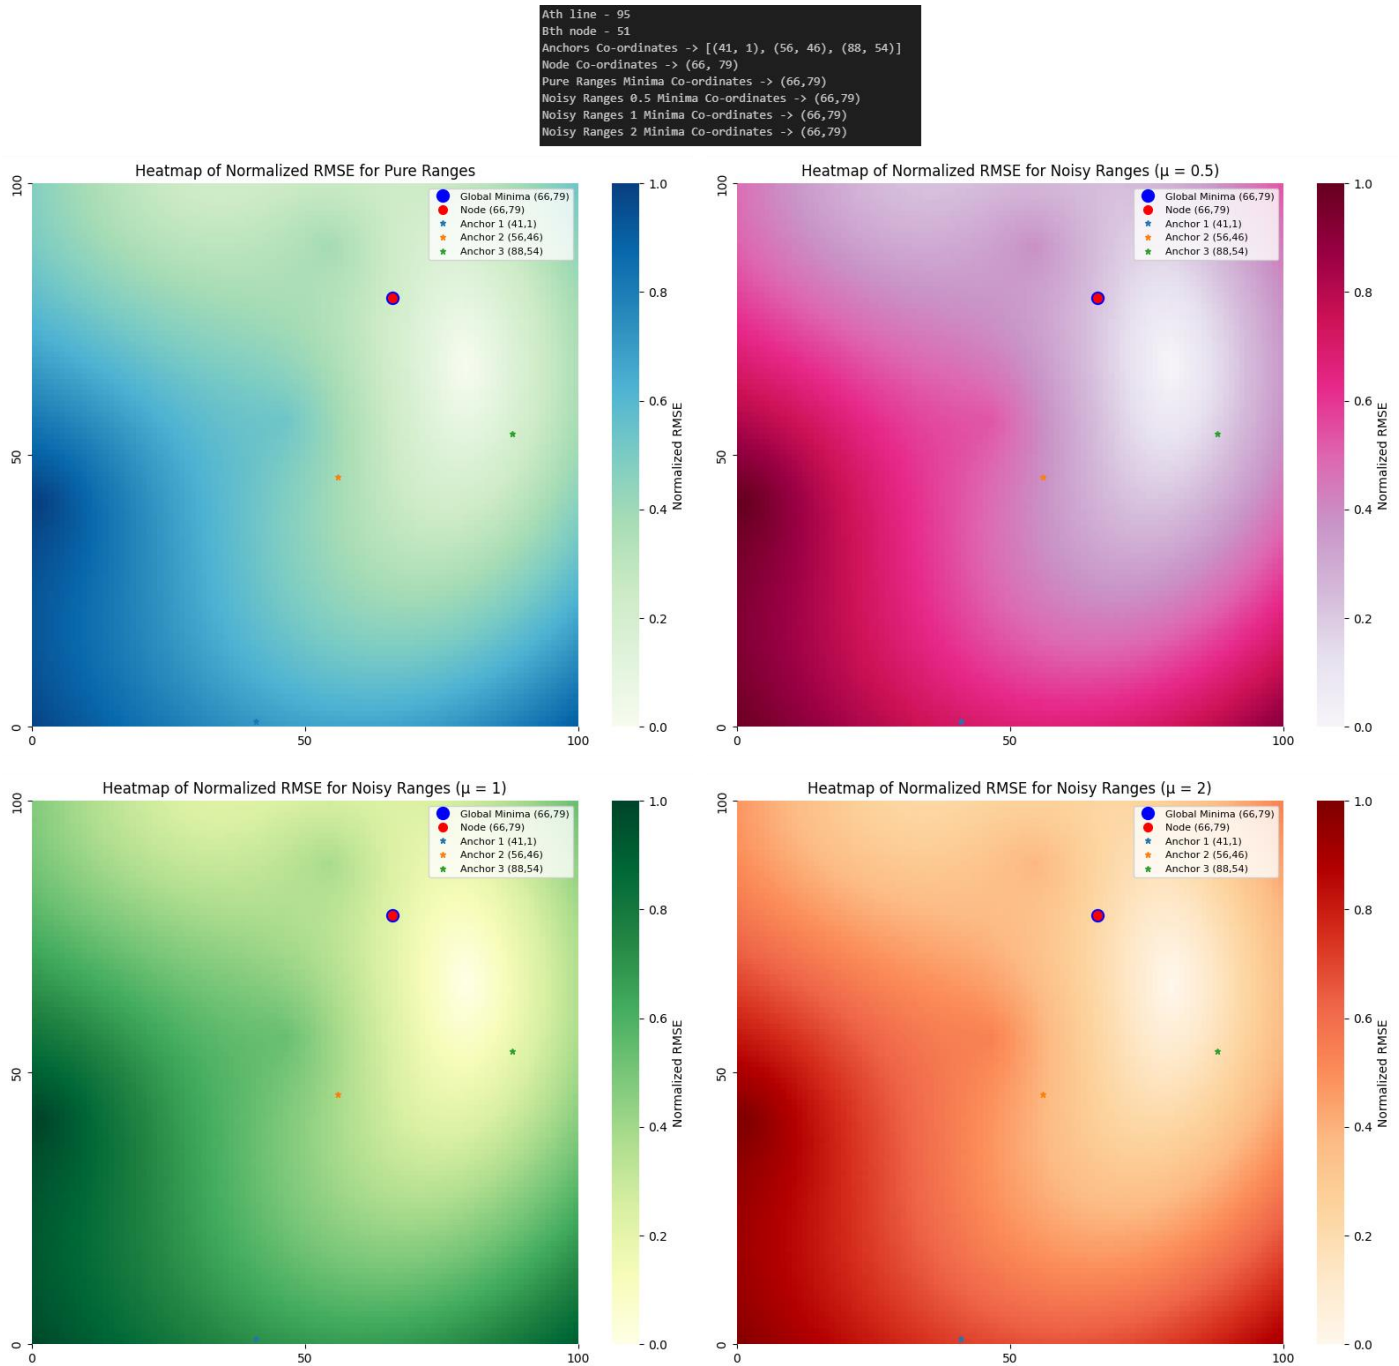 Ath line - 95
Bth node - 51
Anchors Co-ordinates -> [(41, 1), (56, 46), (88, 54)]
Node Co-ordinates -> (66, 79)
Pure Ranges Minima Co-ordinates -> (66,79)
Noisy Ranges 0.5 Minima Co-ordinates -> (66,79)
Noisy Ranges 1 Minima Co-ordinates -> (66,79)
Noisy Ranges 2 Minima Co-ordinates -> (66,79)
Heatmap of Normalized RMSE for Pure Ranges
100
50
0
0
50
100
Global Minima (66,79)
Node (66,79)
Anchor 1 (41,1)
Anchor 2 (56,46)
Anchor 3 (88,54)
1.0
0.8
0.6
0.4
0.2
0.0
Normalized RMSE
Heatmap of Normalized RMSE for Noisy Ranges (μ = 0.5)
100
50
0
0
50
100
Global Minima (66,79)
Node (66,79)
Anchor 1 (41,1)
Anchor 2 (56,46)
Anchor 3 (88,54)
1.0
0.8
0.6
0.4
0.2
0.0
Normalized RMSE
Heatmap of Normalized RMSE for Noisy Ranges (μ = 1)
100
50
0
0
50
100
Global Minima (66,79)
Node (66,79)
Anchor 1 (41,1)
Anchor 2 (56,46)
Anchor 3 (88,54)
1.0
0.8
0.6
0.4
0.2
0.0
Normalized RMSE
Heatmap of Normalized RMSE for Noisy Ranges (μ = 2)
100
50
0
0
50
100
Global Minima (66,79)
Node (66,79)
Anchor 1 (41,1)
Anchor 2 (56,46)
Anchor 3 (88,54)
1.0
0.8
0.6
0.4
0.2
0.0
Normalized RMSE